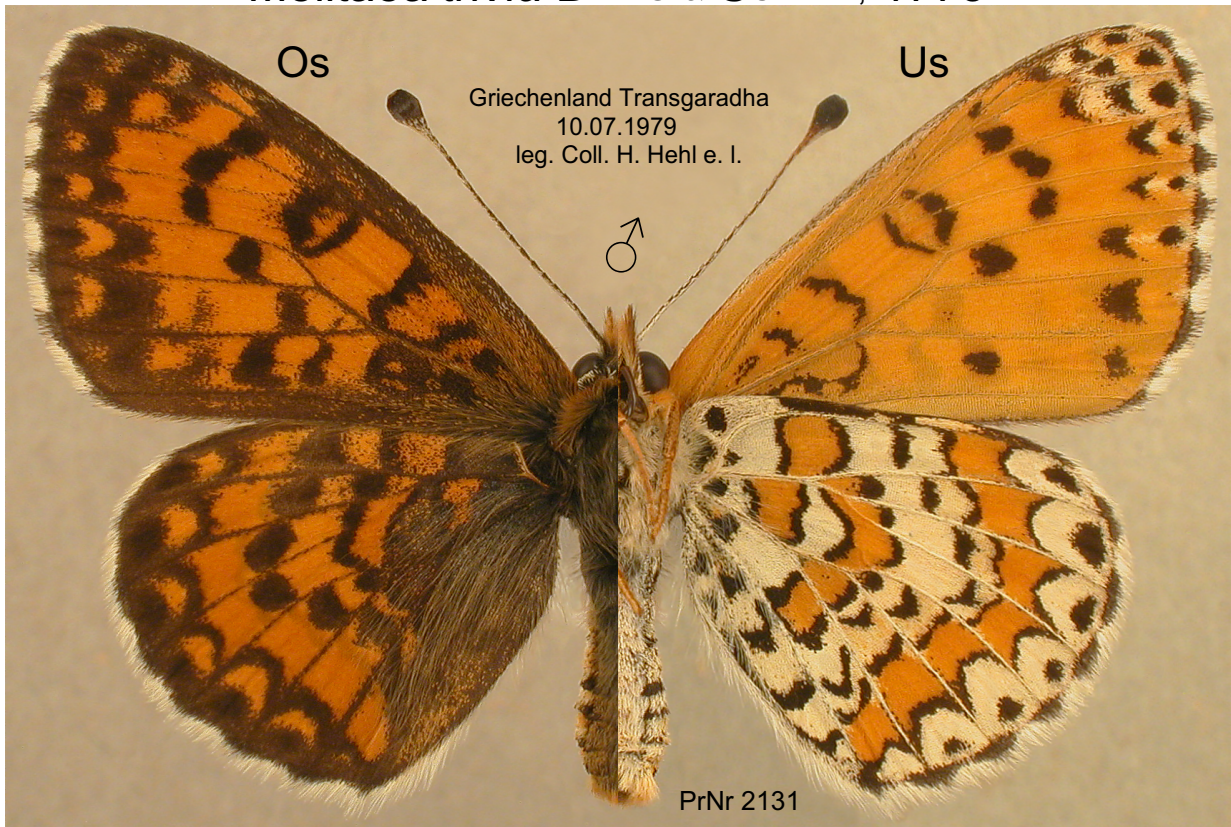 Os
Us
Griechenland Transgaradha
10.07.1979
leg. Coll. H. Hehl e. l.
PrNr 2131